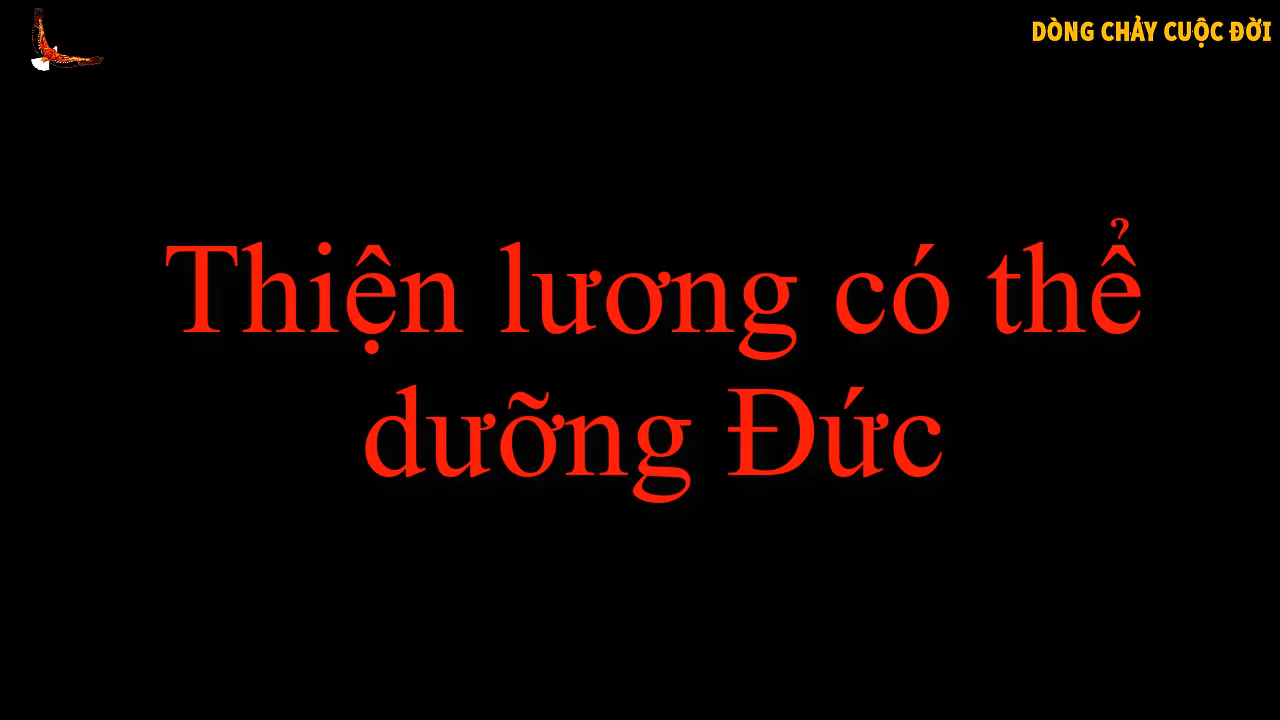 DÒNG CHẢY CUỘC ĐỜI
Thiện lương có thể
dưỡng Đức